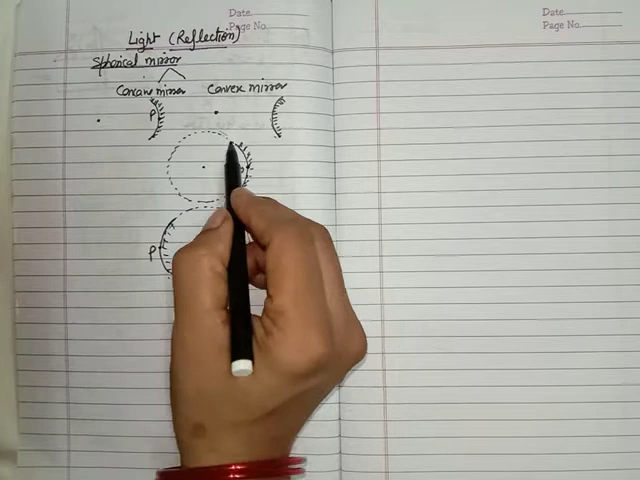 Date
Page No.
Light (Reflection)
Spherical mirror
Concave mirror Convex mirror
P
P
Date
Page No.